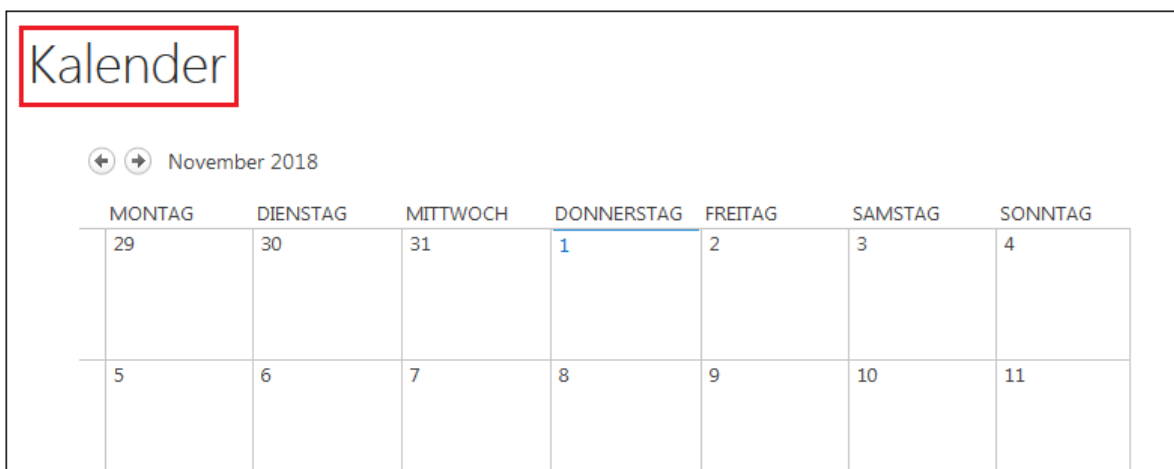 Kalender
November 2018
MONTAG DIENSTAG MITTWOCH DONNERSTAG FREITAG SAMSTAG SONNTAG
29 30 31 1 2 3 4
5 6 7 8 9 10 11